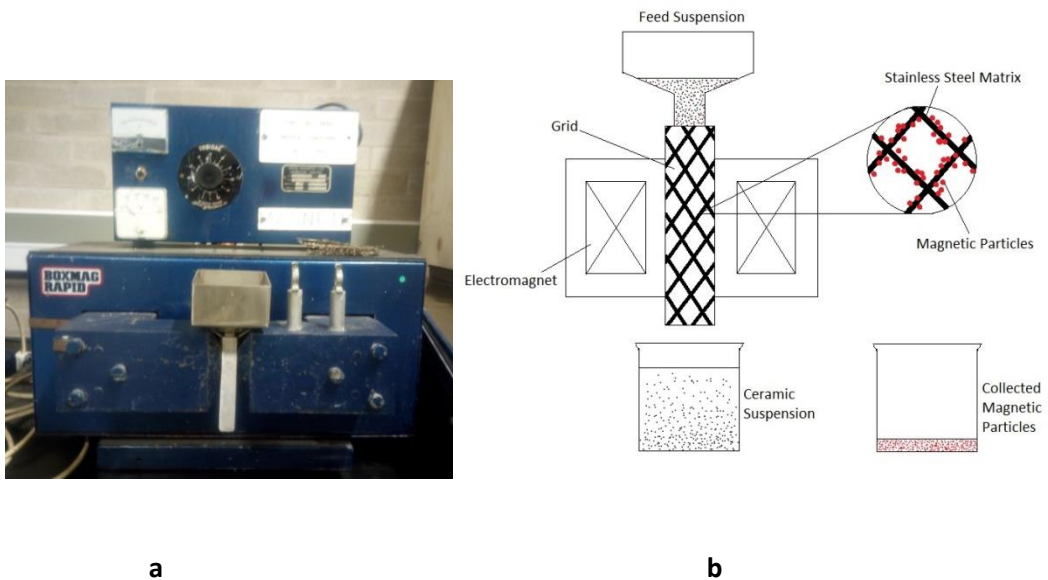 BOXMAG
RAPID
Feed Suspension
Stainless Steel Matrix
Grid
Magnetic Particles
Electromagnet
Ceramic
Suspension
Collected
Magnetic
Particles
a
b